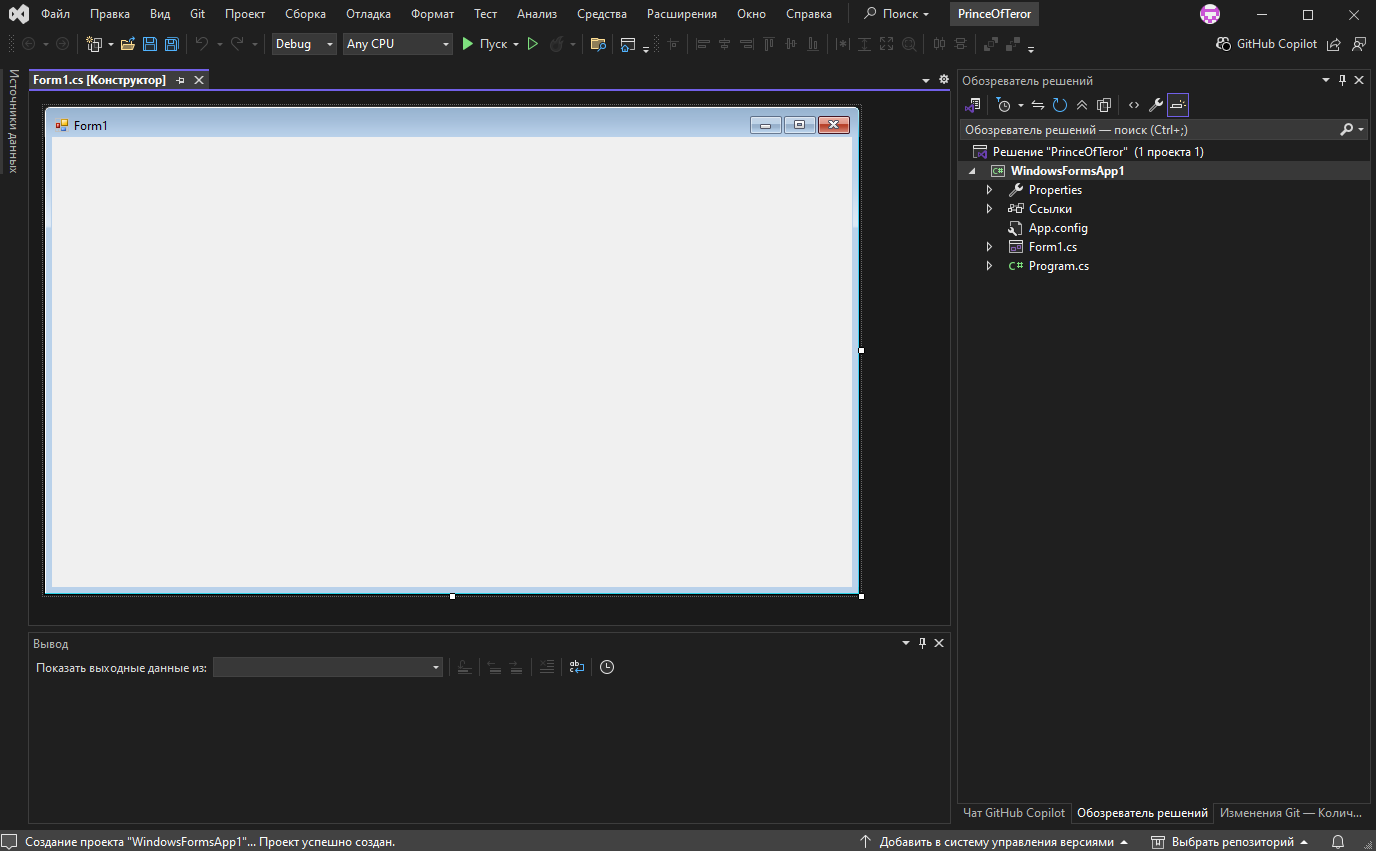 Файл Правка Вид Git Проект Сборка Отладка Формат Тест Анализ Средства Расширения Окно Справка Поиск PrinceOfTeror
Debug Any CPU Пуск GitHub Copilot
Источники данных
Form1.cs [Конструктор]
Form1
Вывод
Показать выходные данные из:
Обозреватель решений
Обозреватель решений — поиск (Ctrl+;)
Решение "PrinceOfTeror" (1 проекта 1)
C# WindowsFormsApp1
Properties
Ссылки
App.config
Form1.cs
C# Program.cs
Чат GitHub Copilot Обозреватель решений Изменения Git — Колич...
Создание проекта "WindowsFormsApp1"... Проект успешно создан. Добавить в систему управления версиями Выбрать репозиторий